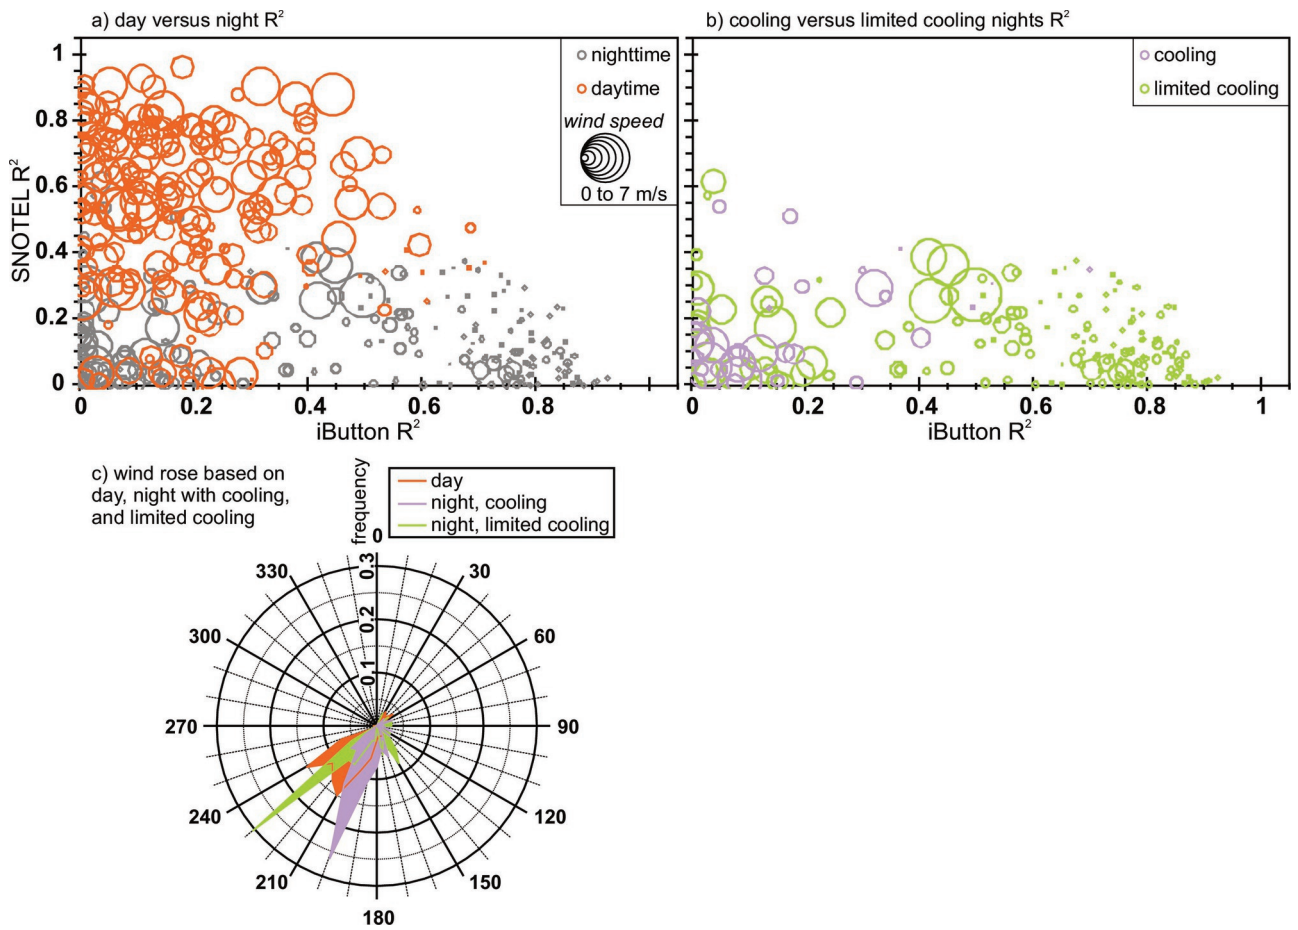 a) day versus night R²
b) cooling versus limited cooling nights R²
nighttime
daytime
wind speed
0 to 7 m/s
cooling
limited cooling
SNOTEL R²
1
0.8
0.6
0.4
0.2
0
0 0.2 0.4 0.6 0.8
iButton R²
0 0.2 0.4 0.6 0.8 1
iButton R²
c) wind rose based on
day, night with cooling,
and limited cooling
frequency
0
0.3
0.2
0.1
day
night, cooling
night, limited cooling
330
30
300
60
270
90
240
120
210
150
180